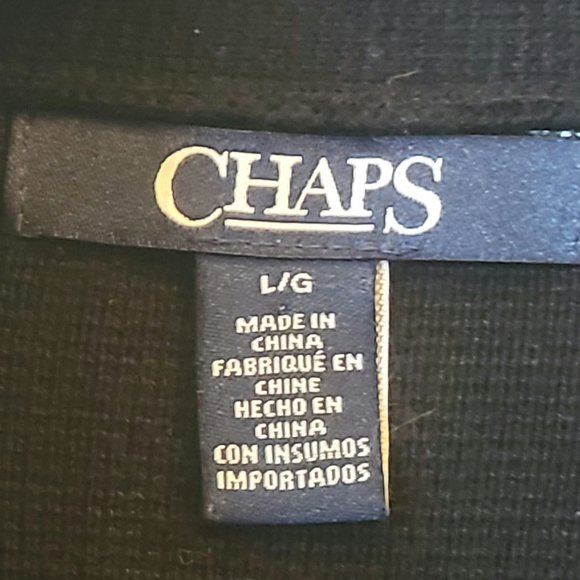 CHAPS
L/G
MADE IN
CHINA
FABRIQUÉ EN
CHINE
HECHO EN
CHINA
CON INSUMOS
IMPORTADOS